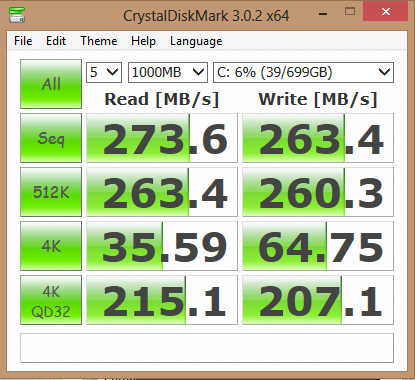 CrystalDiskMark 3.0.2 x64
File Edit Theme Help Language
All 5 1000MB C: 6% (39/699GB)
Read [MB/s] Write [MB/s]
Seq 273.6 263.4
512K 263.4 260.3
4K 35.59 64.75
4K QD32 215.1 207.1